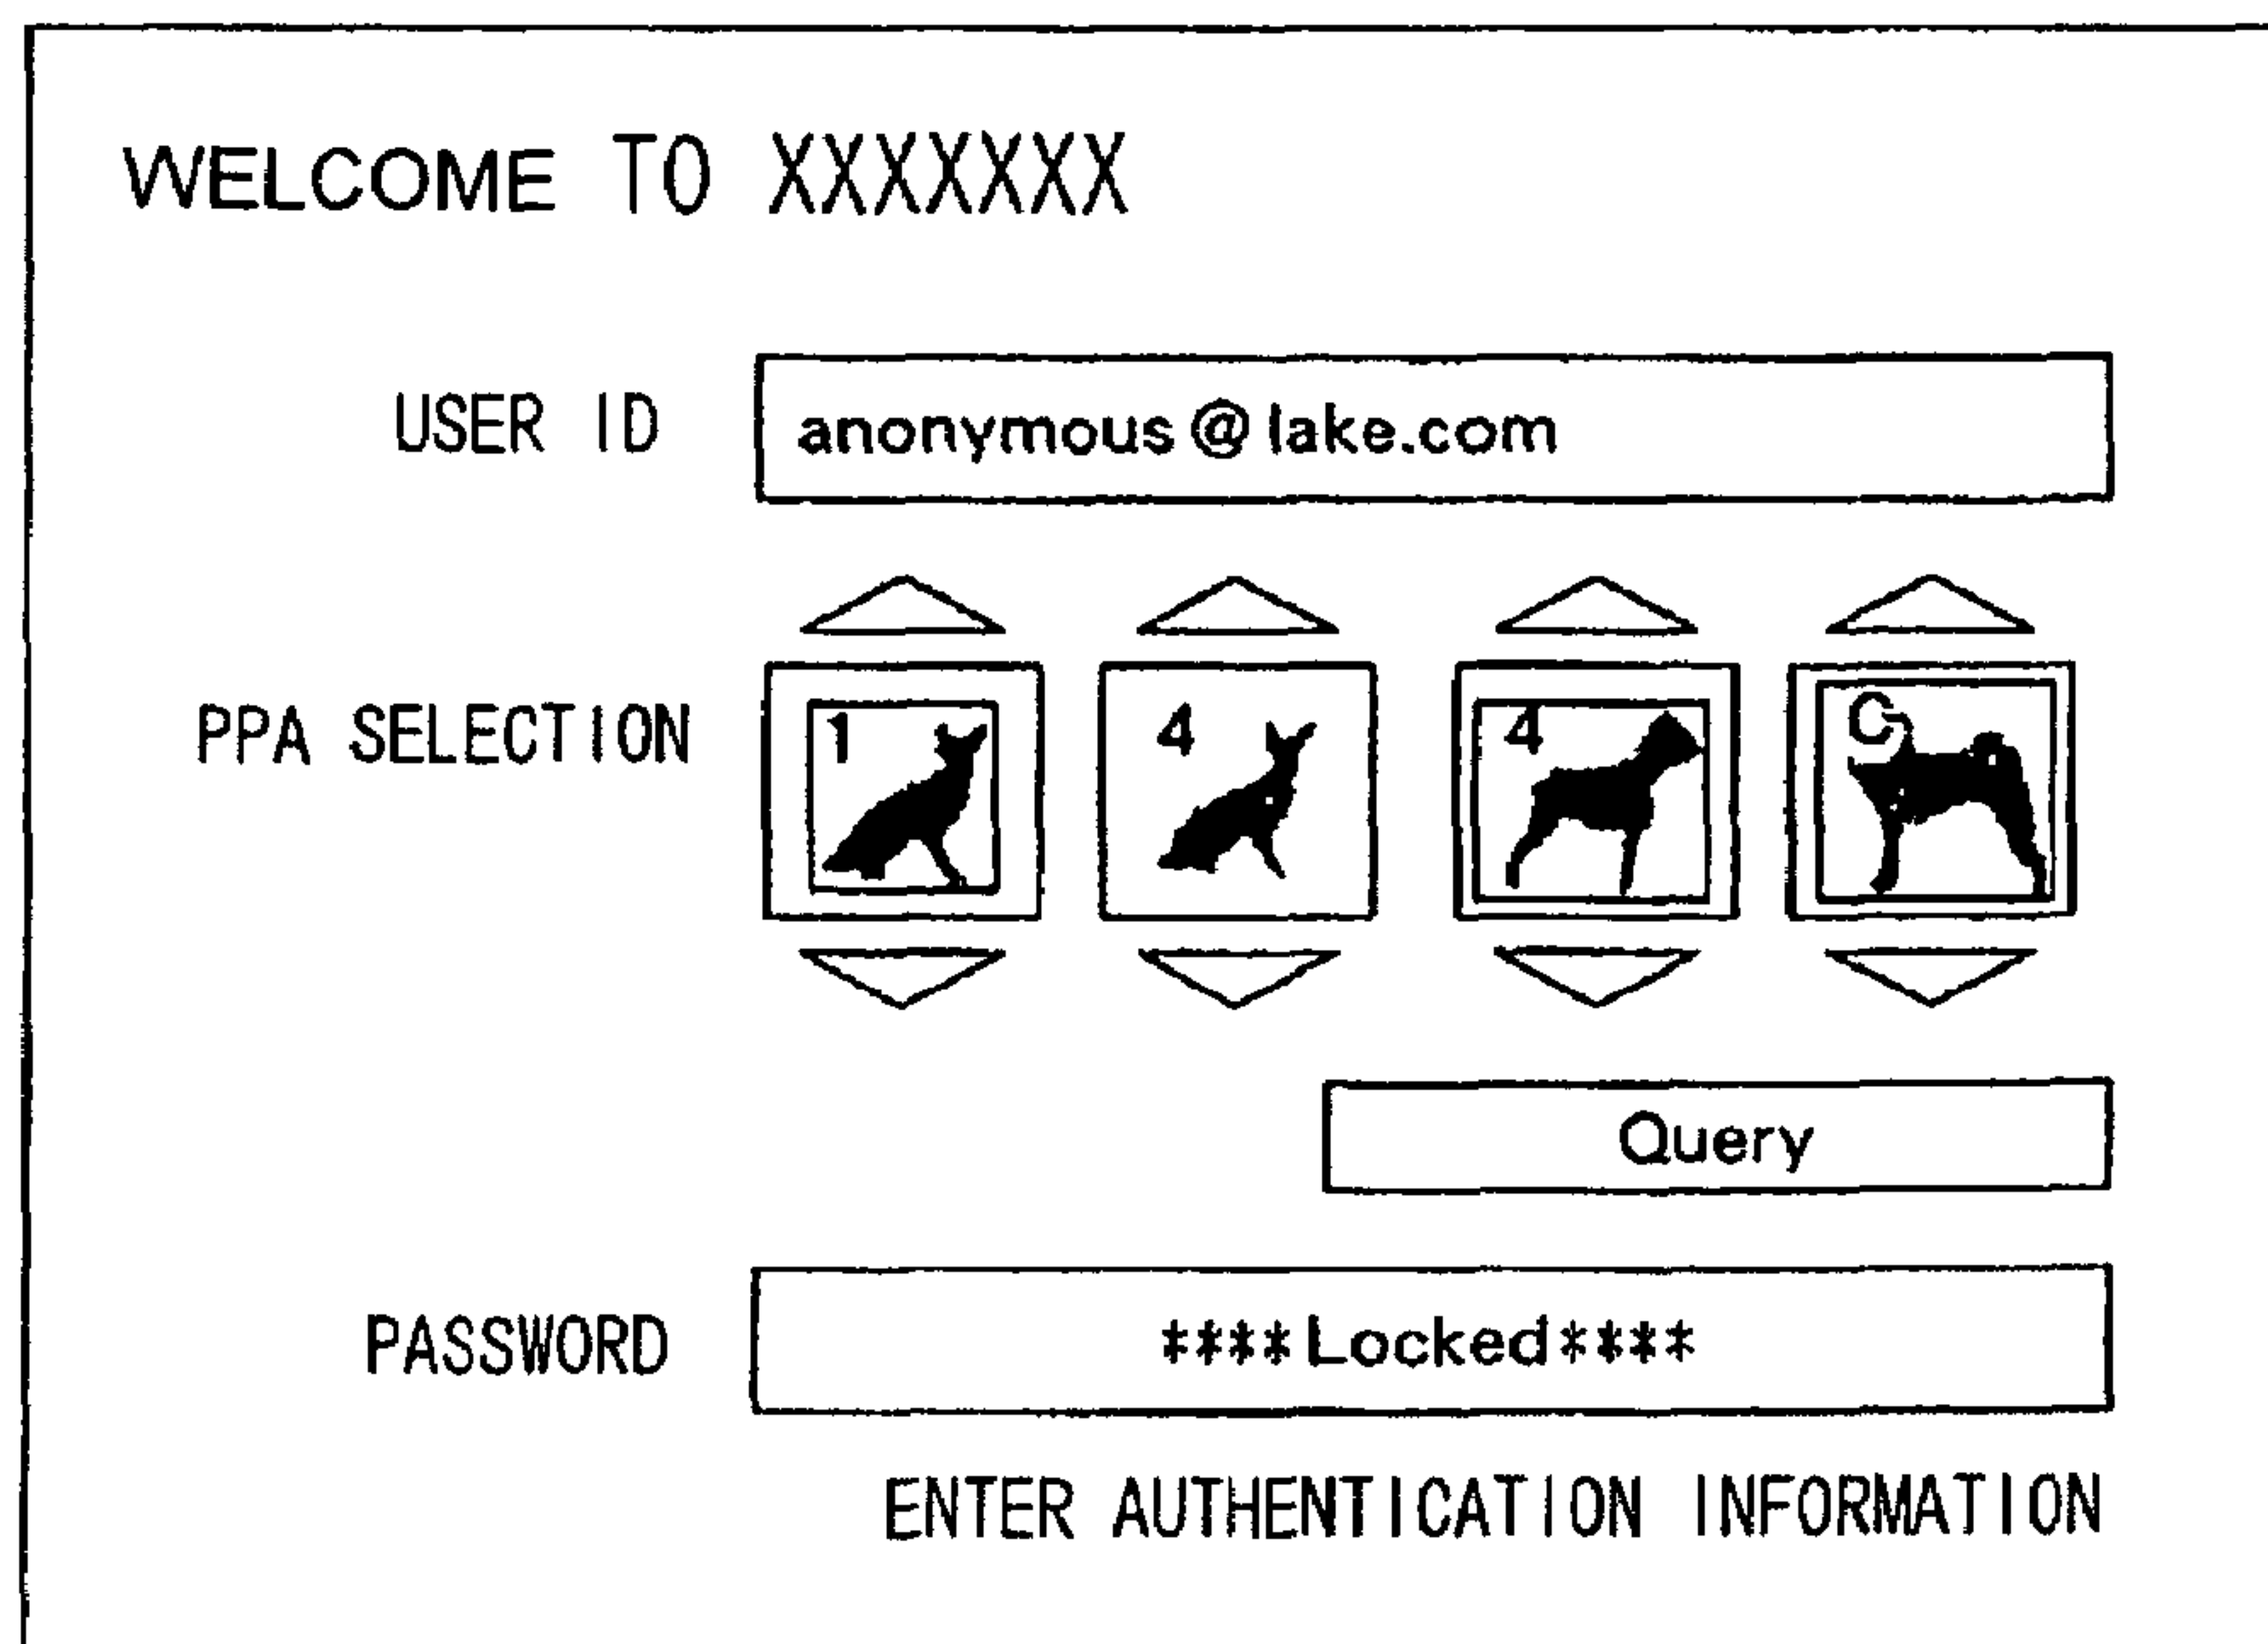 WELCOME TO XXXXXXX
USER ID anonymous@lake.com
PPA SELECTION 1 4 4 C
Query
PASSWORD ****Locked****
ENTER AUTHENTICATION INFORMATION